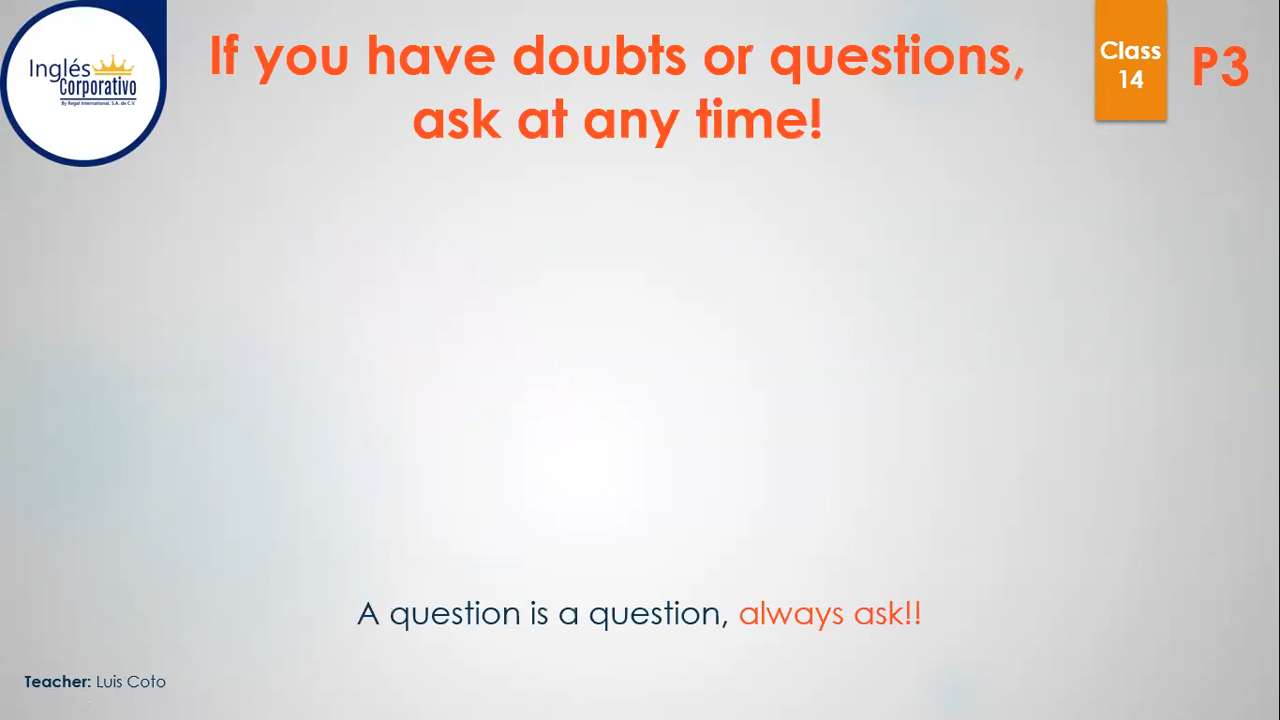 Inglés
Corporativo
By Regal International, S.A. de C.V.
If you have doubts or questions,
ask at any time!
Class
14
P3
A question is a question, always ask!!
Teacher: Luis Coto